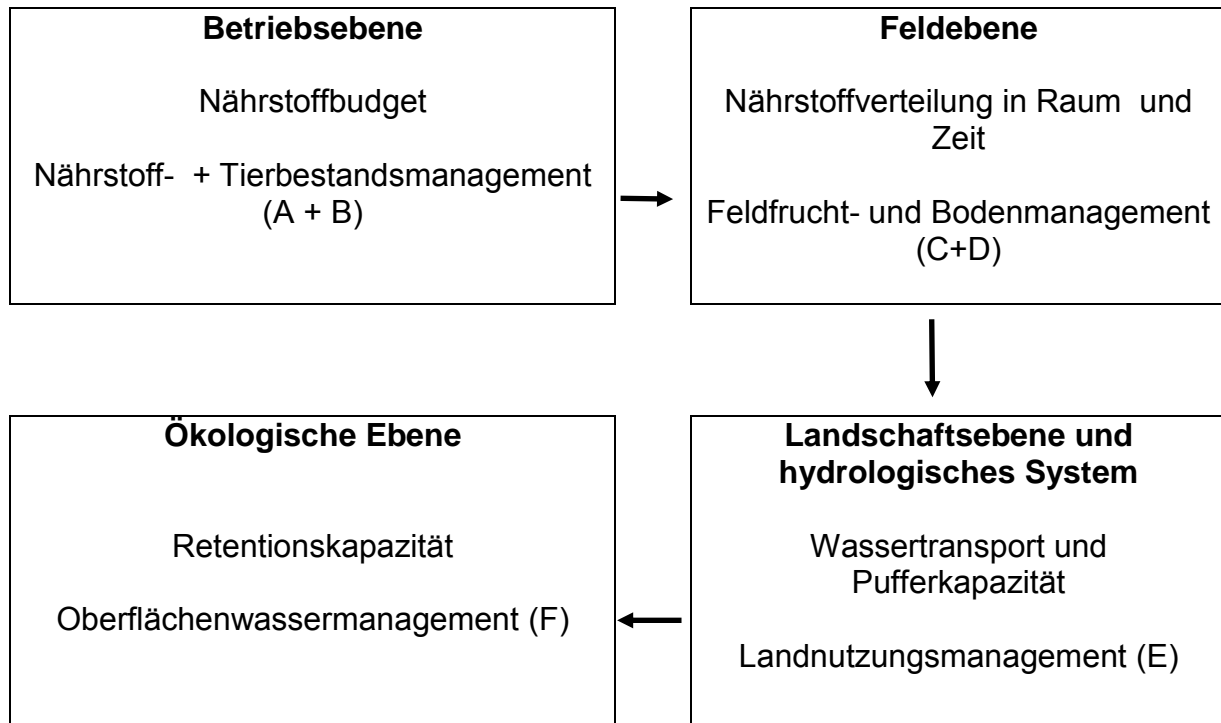 Betriebsebene
Nährstoffbudget
Nährstoff- + Tierbestandsmanagement
(A + B)
Feldebene
Nährstoffverteilung in Raum und
Zeit
Feldfrucht- und Bodenmanagement
(C+D)
Ökologische Ebene
Retentionskapazität
Oberflächenwassermanagement (F)
Landschaftsebene und
hydrologisches System
Wassertransport und
Pufferkapazität
Landnutzungsmanagement (E)